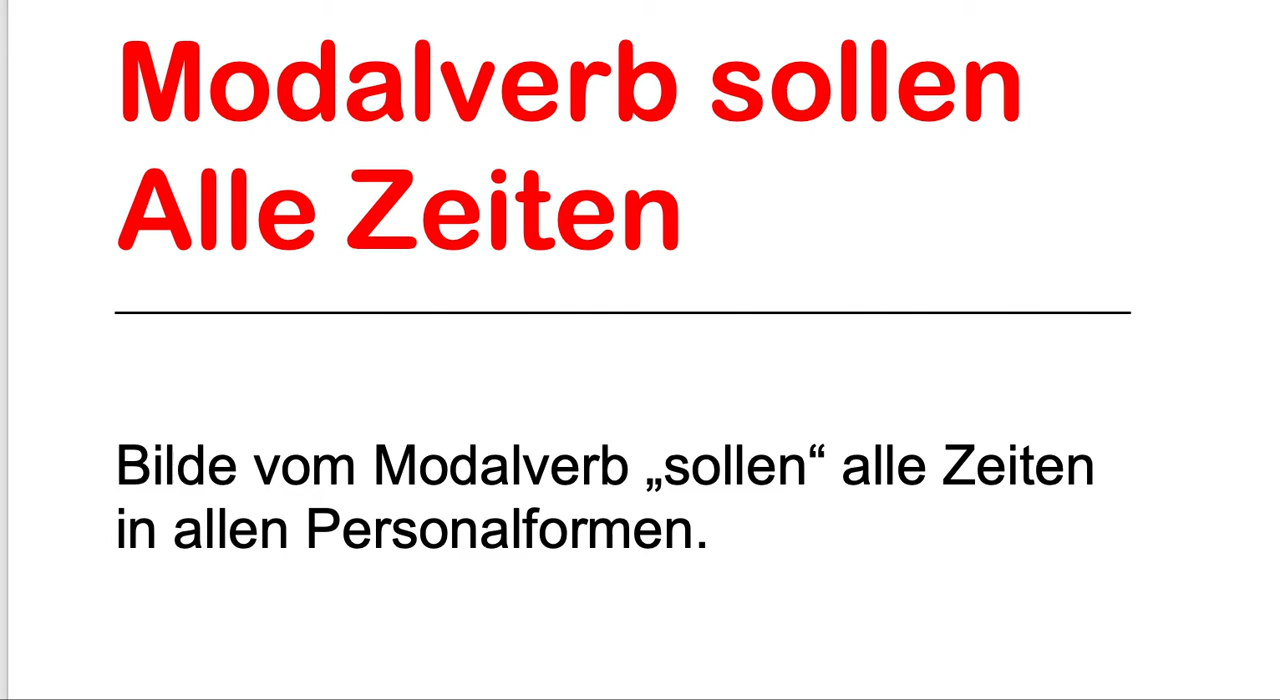 Modalverb sollen
Alle Zeiten
Bilde vom Modalverb „sollen“ alle Zeiten
in allen Personalformen.